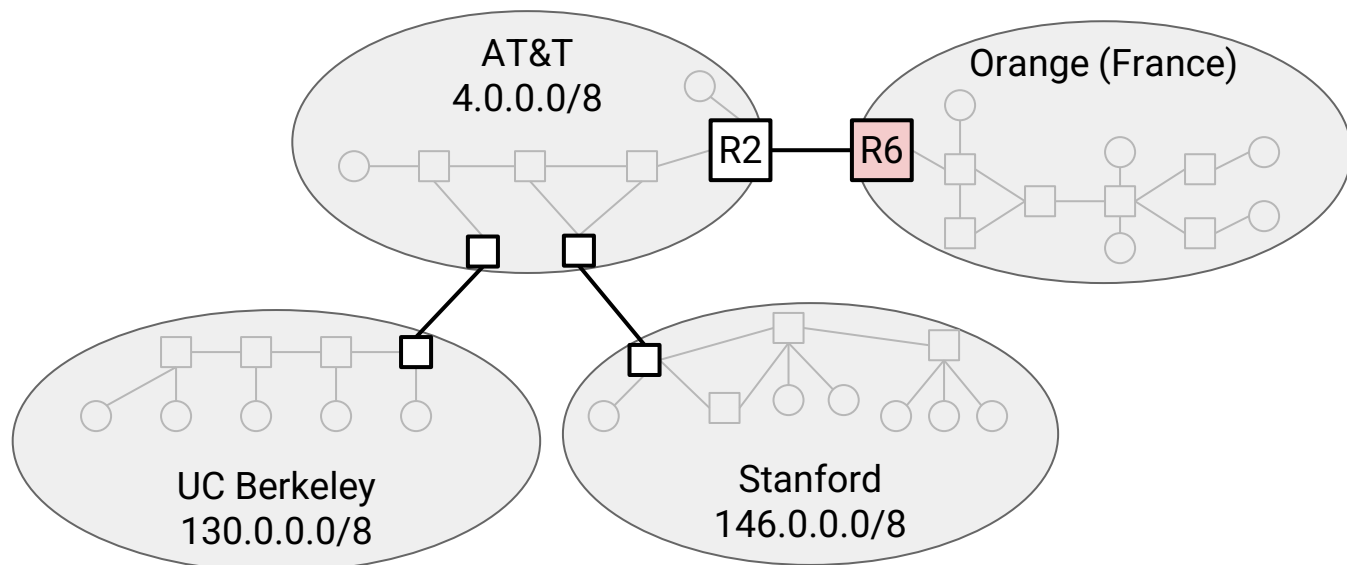 AT&T
4.0.0.0/8
Orange (France)
R2
R6
UC Berkeley
130.0.0.0/8
Stanford
146.0.0.0/8